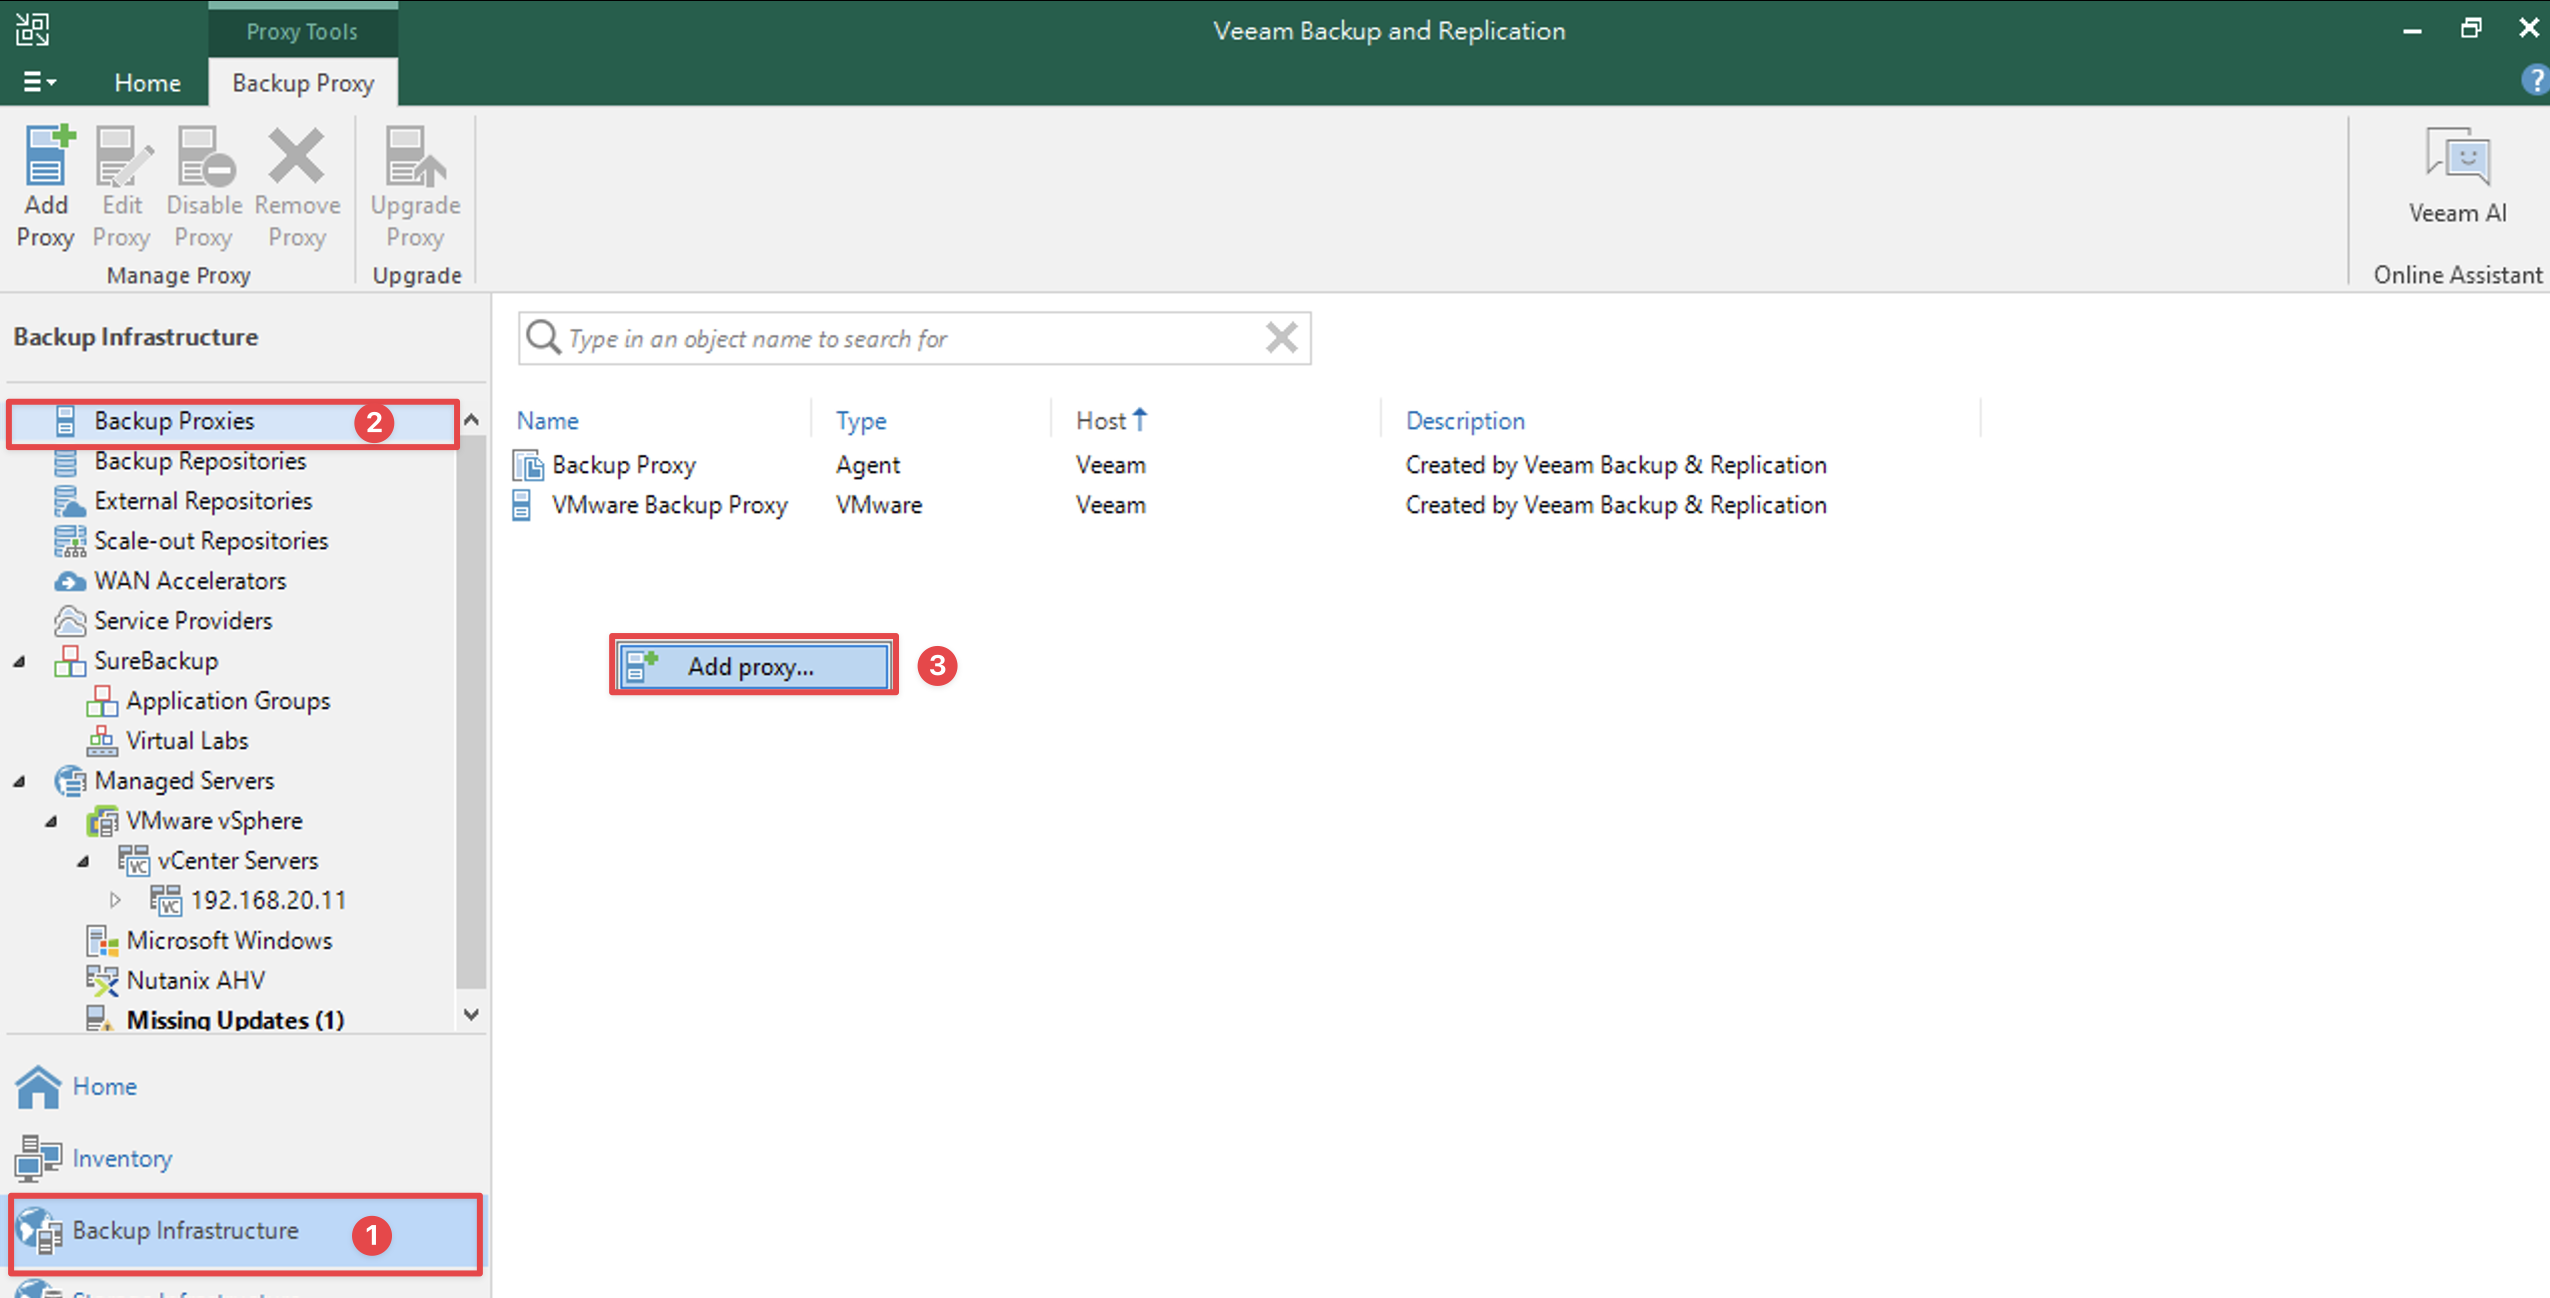 Proxy Tools
Veeam Backup and Replication
Home
Backup Proxy
?
Add Proxy
Edit Proxy
Disable Proxy
Remove Proxy
Upgrade Proxy
Manage Proxy
Upgrade
Veeam AI
Online Assistant
Backup Infrastructure
Type in an object name to search for
Backup Proxies
2
Backup Repositories
External Repositories
Scale-out Repositories
WAN Accelerators
Service Providers
SureBackup
Application Groups
Virtual Labs
Managed Servers
VMware vSphere
vCenter Servers
192.168.20.11
Microsoft Windows
Nutanix AHV
Missing Updates (1)
Name Type Host Description
Backup Proxy Agent Veeam Created by Veeam Backup & Replication
VMware Backup Proxy VMware Veeam Created by Veeam Backup & Replication
Add proxy...
3
Home
Inventory
Backup Infrastructure
1